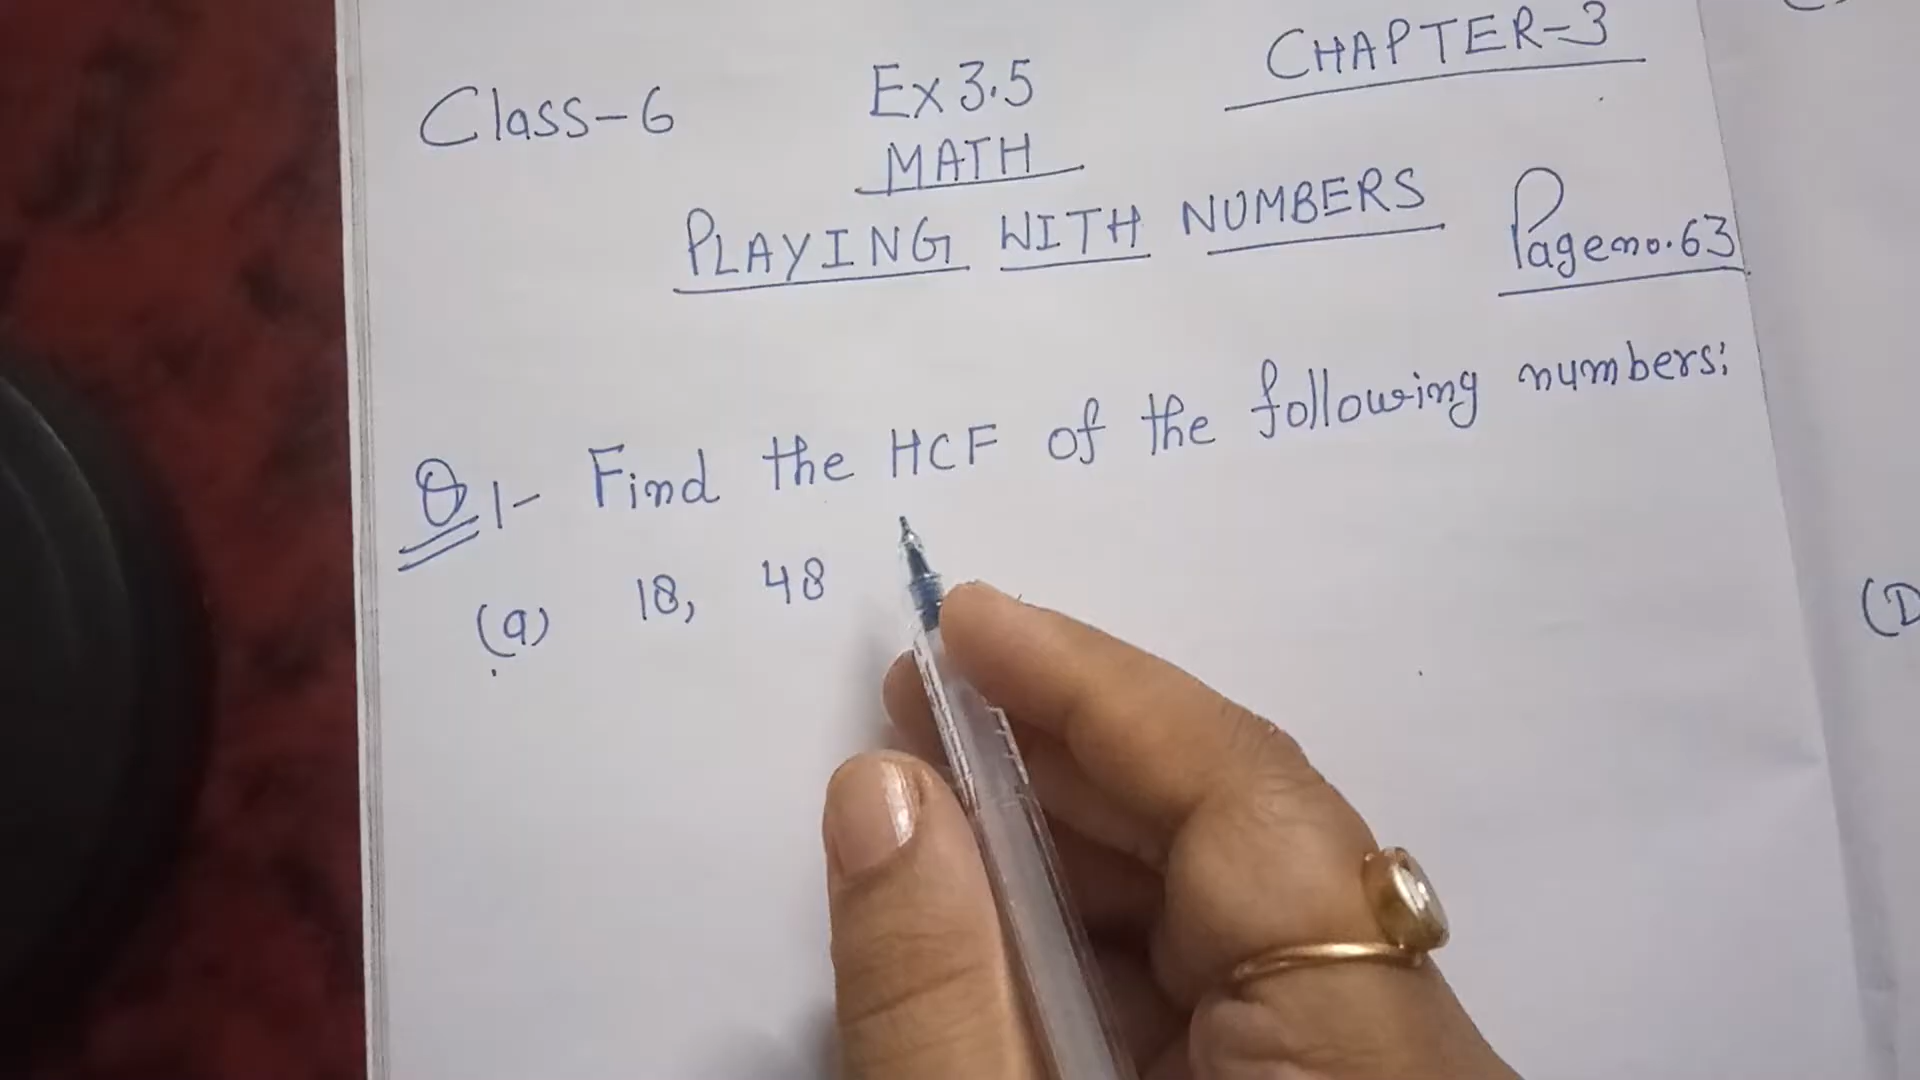 CHAPTER-3
Class-6 Ex 3.5
MATH
PLAYING WITH NUMBERS Page no. 63
Q1- Find the HCF of the following numbers:
(a) 18, 48
(D